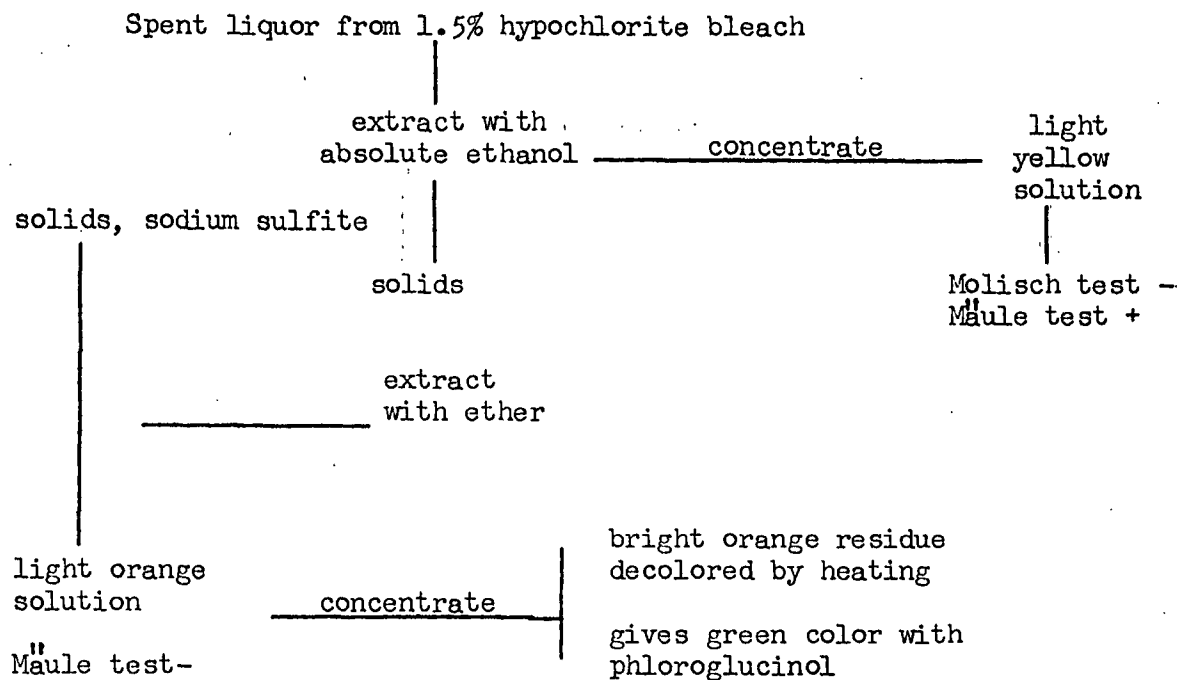 Spent liquor from 1.5% hypochlorite bleach
extract with
absolute ethanol
concentrate
light
yellow
solution
solids, sodium sulfite
solids
Molisch test -
Mäule test +
extract
with ether
light orange
solution
Mäule test-
concentrate
bright orange residue
decolored by heating
gives green color with
phloroglucinol